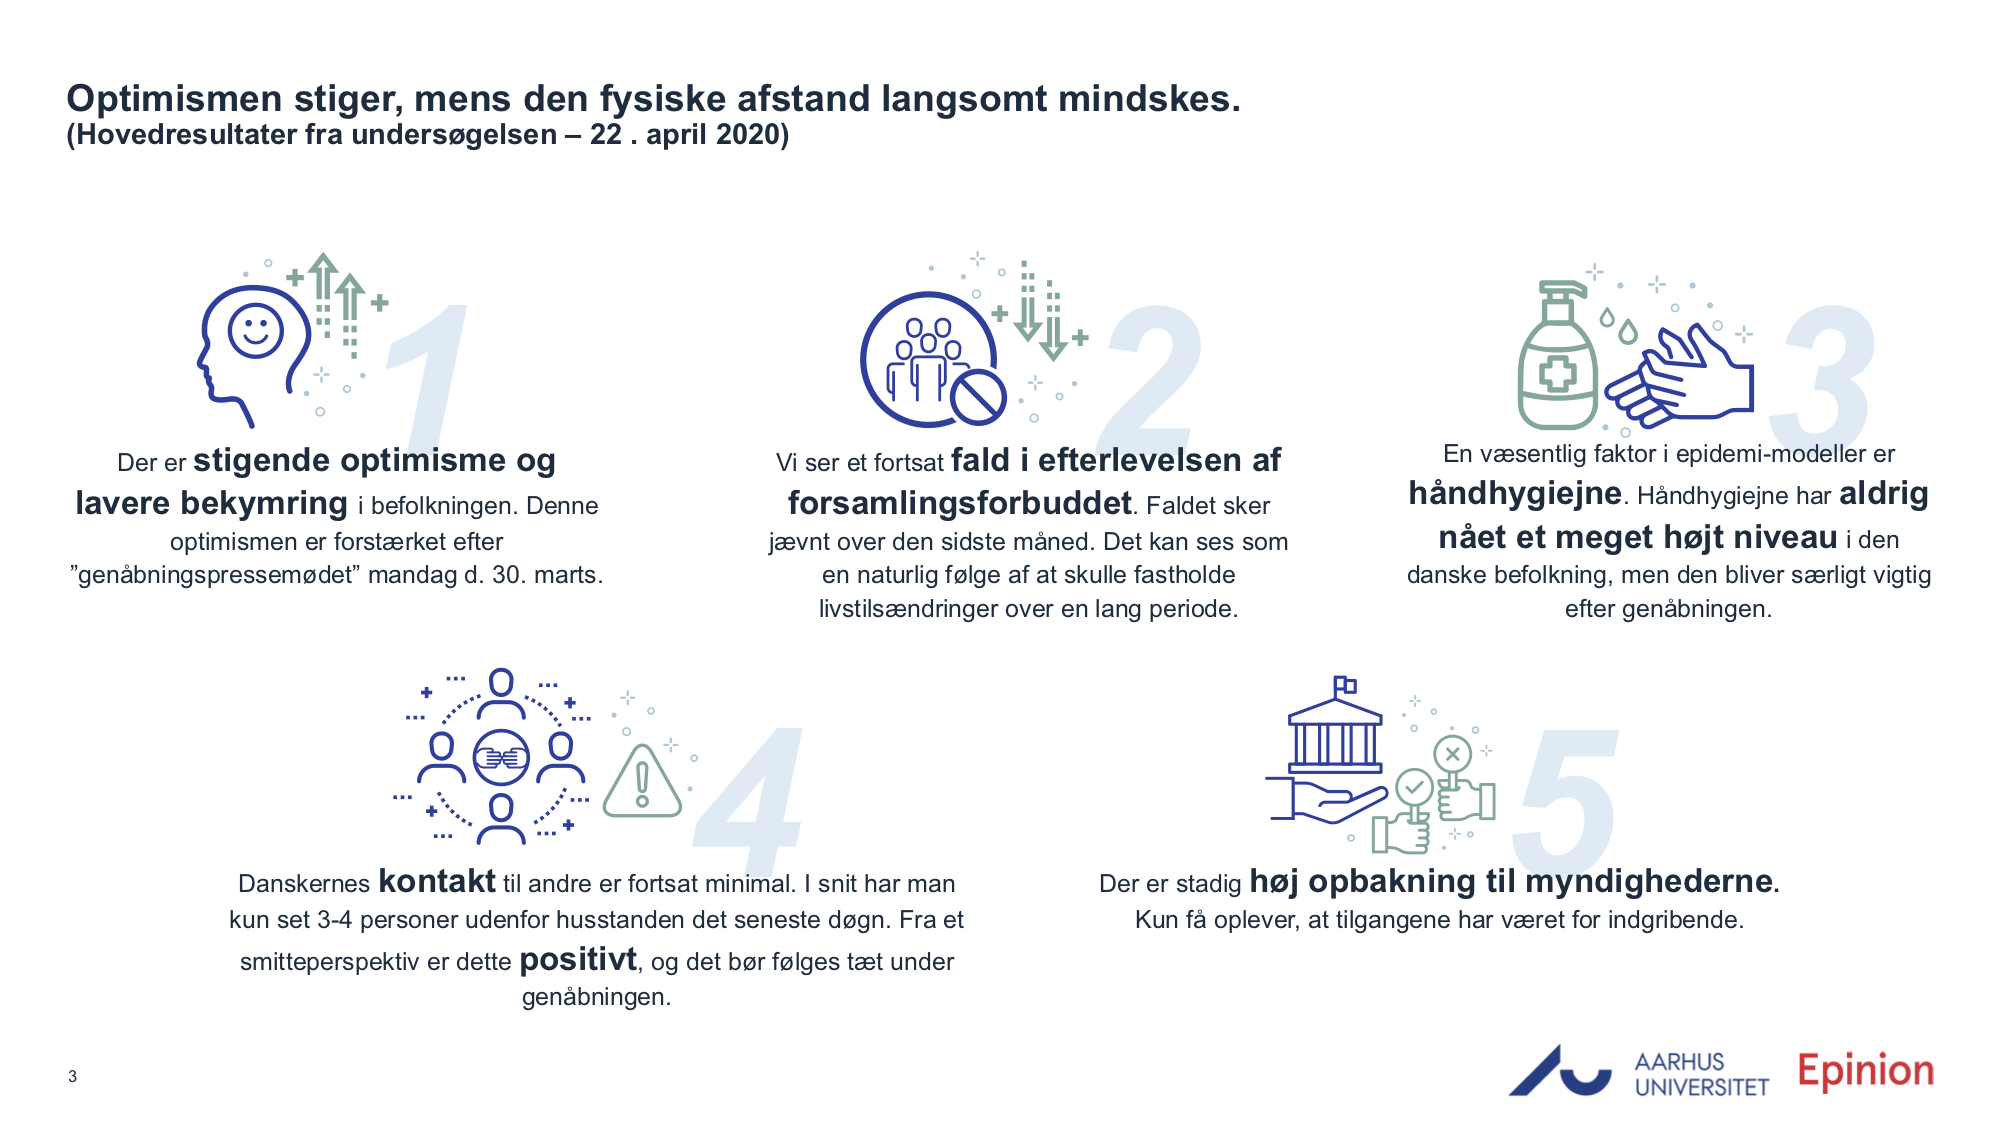 Optimismen stiger, mens den fysiske afstand langsomt mindskes.
(Hovedresultater fra undersøgelsen – 22 . april 2020)
1
Der er stigende optimisme og
lavere bekymring i befolkningen. Denne
optimismen er forstærket efter
”genåbningspressemødet” mandag d. 30. marts.
2
Vi ser et fortsat fald i efterlevelsen af
forsamlingsforbuddet. Faldet sker
jævnt over den sidste måned. Det kan ses som
en naturlig følge af at skulle fastholde
livstilsændringer over en lang periode.
3
En væsentlig faktor i epidemi-modeller er
håndhygiejne. Håndhygiejne har aldrig
nået et meget højt niveau i den
danske befolkning, men den bliver særligt vigtig
efter genåbningen.
4
Danskernes kontakt til andre er fortsat minimal. I snit har man
kun set 3-4 personer udenfor husstanden det seneste døgn. Fra et
smitteperspektiv er dette positivt, og det bør følges tæt under
genåbningen.
5
Der er stadig høj opbakning til myndighederne.
Kun få oplever, at tilgangene har været for indgribende.
3
AARHUS
UNIVERSITET
Epinion